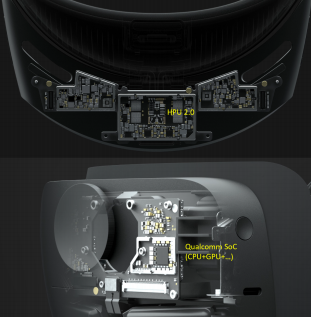 HPU 2.0
Qualcomm SoC
(CPU+GPU+...)